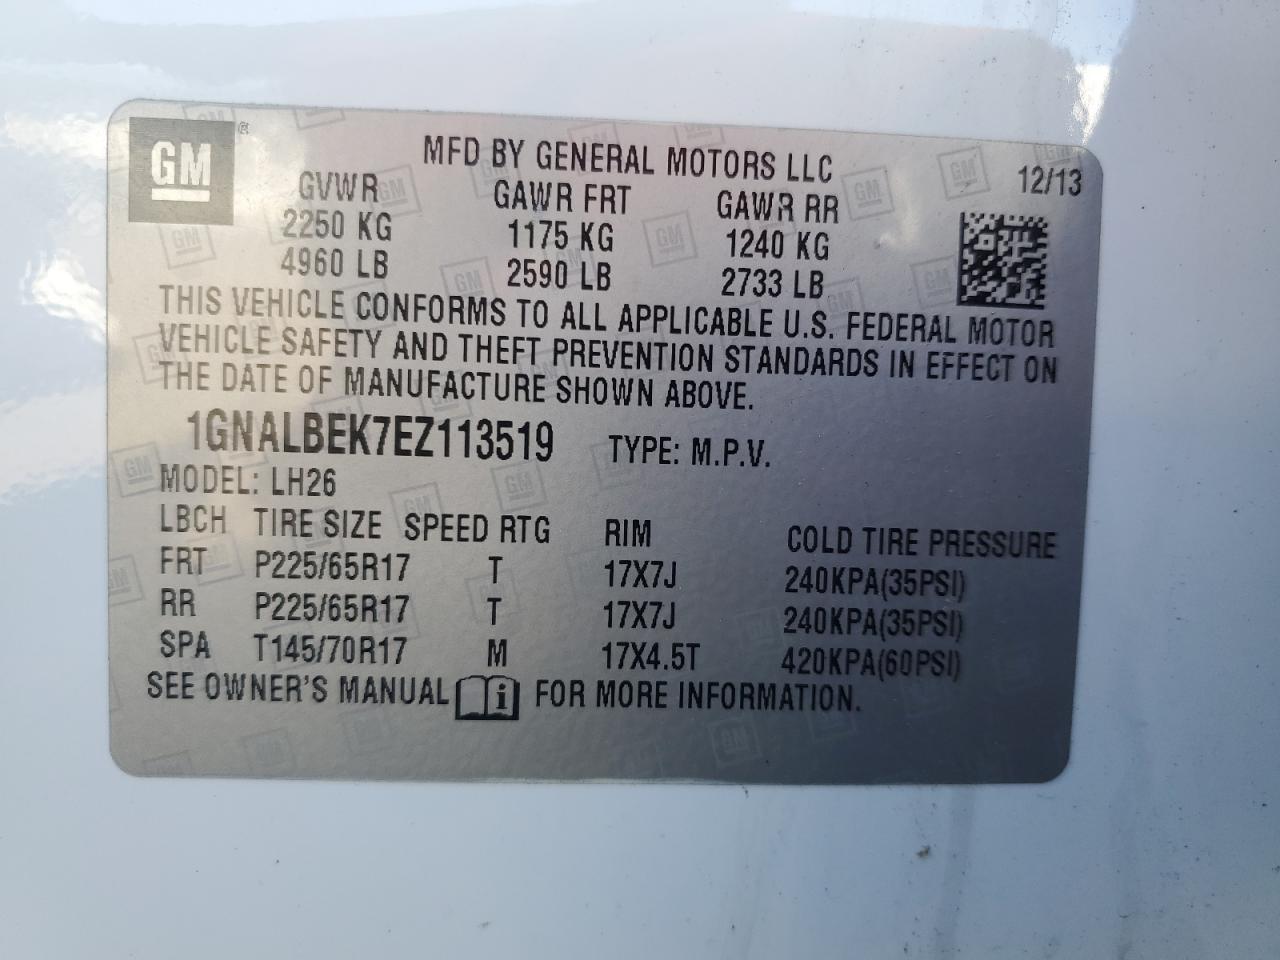 GM ®
MFD BY GENERAL MOTORS LLC 12/13
GVWR GAWR FRT GAWR RR
2250 KG 1175 KG 1240 KG
4960 LB 2590 LB 2733 LB
THIS VEHICLE CONFORMS TO ALL APPLICABLE U.S. FEDERAL MOTOR
VEHICLE SAFETY AND THEFT PREVENTION STANDARDS IN EFFECT ON
THE DATE OF MANUFACTURE SHOWN ABOVE.
1GNALBEK7EZ113519 TYPE: M.P.V.
MODEL: LH26
LBCH TIRE SIZE SPEED RTG RIM COLD TIRE PRESSURE
FRT P225/65R17 T 17X7J 240KPA(35PSI)
RR P225/65R17 T 17X7J 240KPA(35PSI)
SPA T145/70R17 M 17X4.5T 420KPA(60PSI)
SEE OWNER'S MANUAL i FOR MORE INFORMATION.